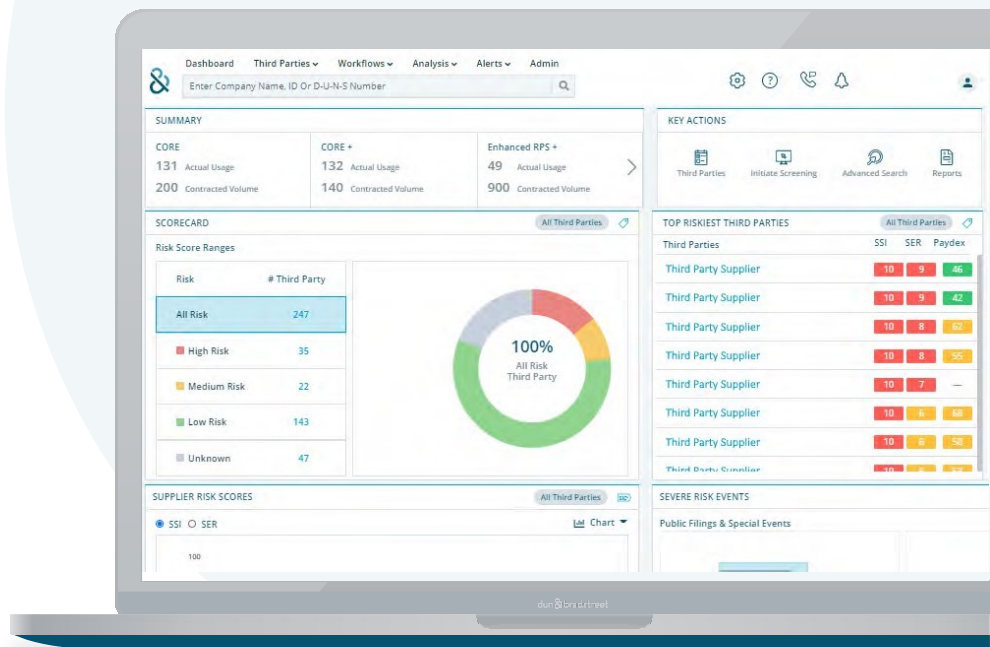 Dashboard Third Parties Workflows Analysis Alerts Admin
Enter Company Name, ID Or D-U-N-S Number
SUMMARY
CORE
131 Actual Usage
200 Contracted Volume
CORE +
132 Actual Usage
140 Contracted Volume
Enhanced RPS +
49 Actual Usage
900 Contracted Volume
KEY ACTIONS
Third Parties
Initiate Screening
Advanced Search
Reports
SCORECARD All Third Parties
Risk Score Ranges
Risk # Third Party
All Risk 247
High Risk 35
Medium Risk 22
Low Risk 143
Unknown 47
100%
All Risk
Third Party
TOP RISKIEST THIRD PARTIES All Third Parties
Third Parties SSI SER Paydex
Third Party Supplier 10 9 46
Third Party Supplier 10 9 42
Third Party Supplier 10 8 62
Third Party Supplier 10 8 55
Third Party Supplier 10 7 —
Third Party Supplier 10 6 68
Third Party Supplier 10 6 58
Third Party Supplier 10 6
SUPPLIER RISK SCORES All Third Parties
SSI SER
Chart
100
SEVERE RISK EVENTS
Public Filings & Special Events
dun & bradstreet